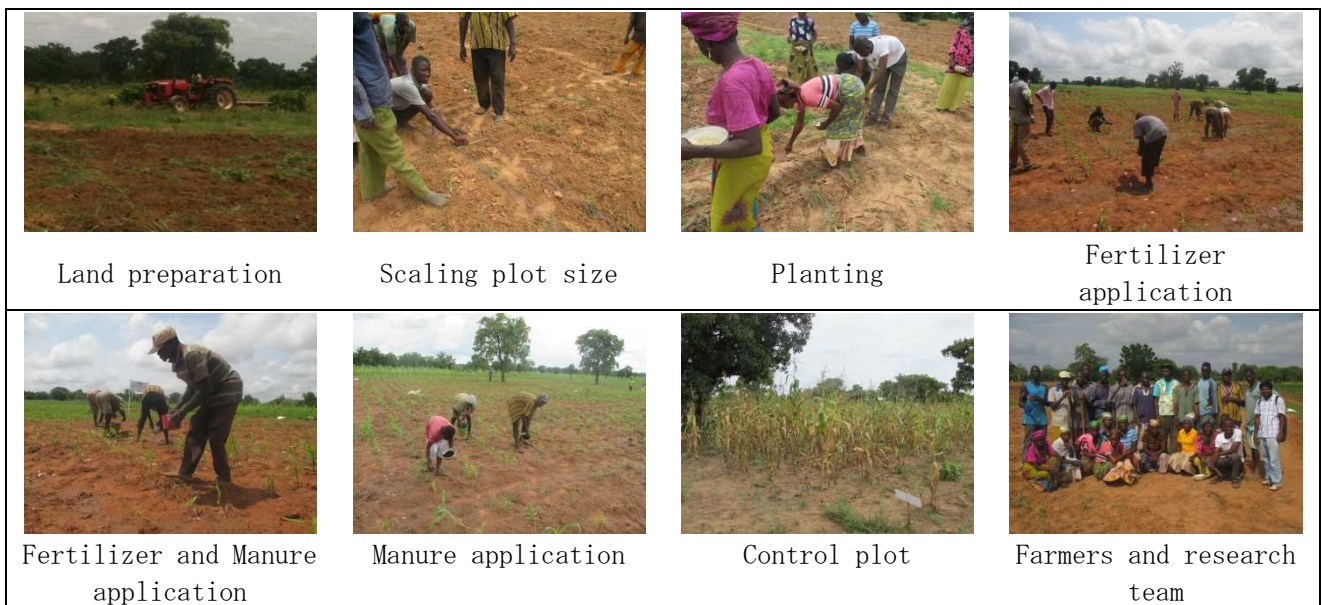 Land preparation
Scaling plot size
Planting
Fertilizer
application
Fertilizer and Manure
application
Manure application
Control plot
Farmers and research
team